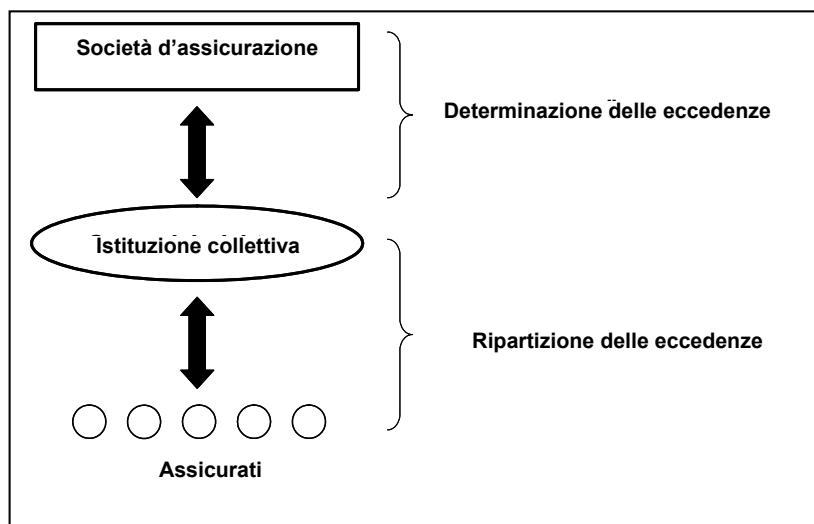 Società d'assicurazione
Determinazione delle eccedenze
Istituzione collettiva
Ripartizione delle eccedenze
Assicurati